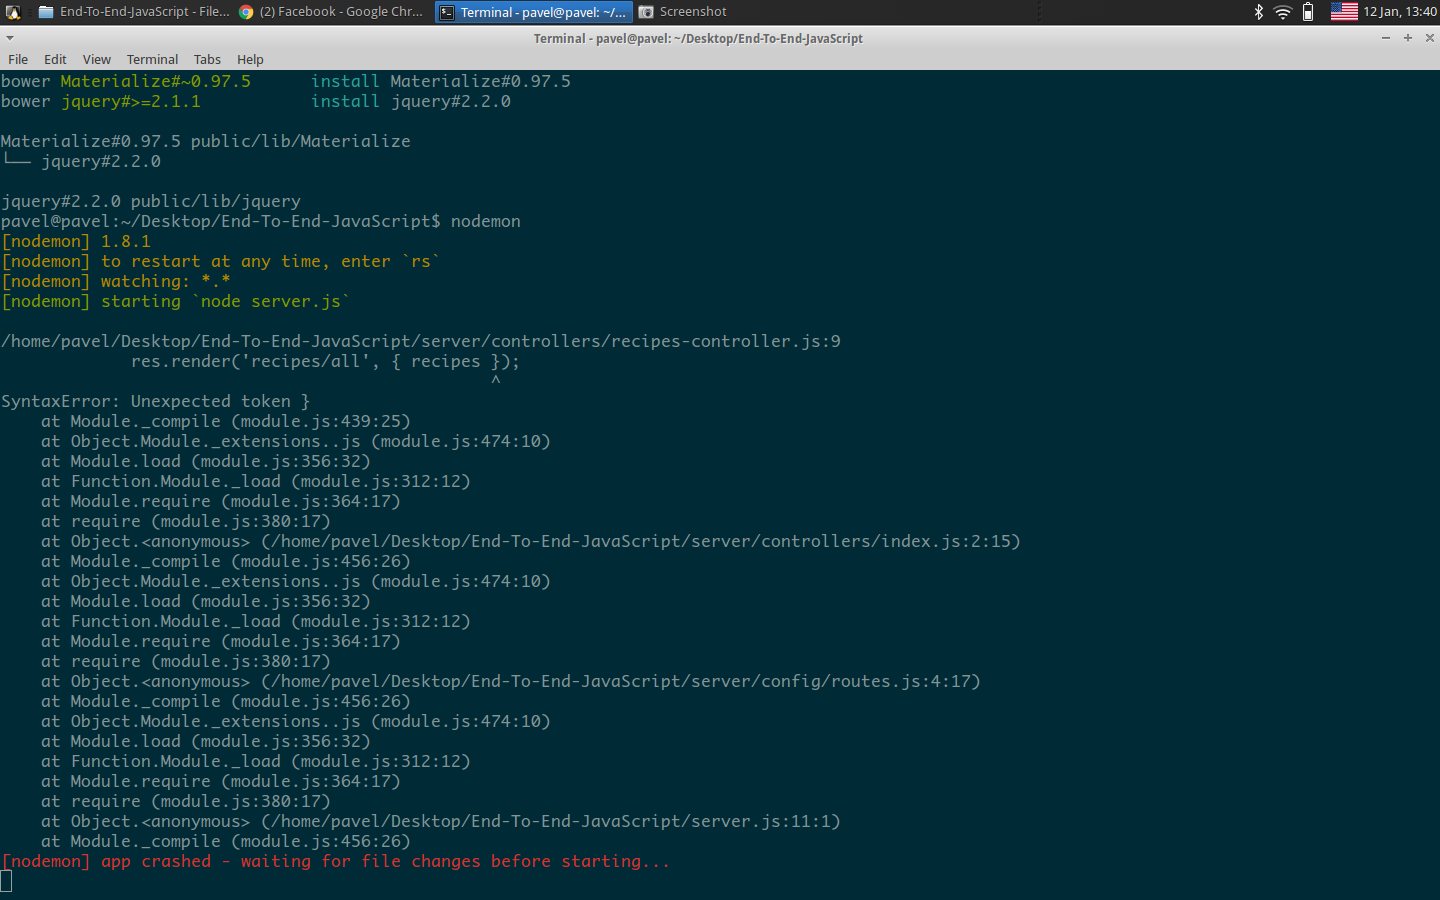 End-To-End-JavaScript - File... (2) Facebook - Google Chr... Terminal - pavel@pavel: ~/... Screenshot 12 Jan, 13:40
Terminal - pavel@pavel: ~/Desktop/End-To-End-JavaScript
File Edit View Terminal Tabs Help
bower Materialize#~0.97.5 install Materialize#0.97.5
bower jquery#>=2.1.1 install jquery#2.2.0
Materialize#0.97.5 public/lib/Materialize
└── jquery#2.2.0
jquery#2.2.0 public/lib/jquery
pavel@pavel:~/Desktop/End-To-End-JavaScript$ nodemon
[nodemon] 1.8.1
[nodemon] to restart at any time, enter `rs`
[nodemon] watching: *.*
[nodemon] starting `node server.js`
/home/pavel/Desktop/End-To-End-JavaScript/server/controllers/recipes-controller.js:9
res.render('recipes/all', { recipes });
^
SyntaxError: Unexpected token }
at Module._compile (module.js:439:25)
at Object.Module._extensions..js (module.js:474:10)
at Module.load (module.js:356:32)
at Function.Module._load (module.js:312:12)
at Module.require (module.js:364:17)
at require (module.js:380:17)
at Object.<anonymous> (/home/pavel/Desktop/End-To-End-JavaScript/server/controllers/index.js:2:15)
at Module._compile (module.js:456:26)
at Object.Module._extensions..js (module.js:474:10)
at Module.load (module.js:356:32)
at Function.Module._load (module.js:312:12)
at Module.require (module.js:364:17)
at require (module.js:380:17)
at Object.<anonymous> (/home/pavel/Desktop/End-To-End-JavaScript/server/config/routes.js:4:17)
at Module._compile (module.js:456:26)
at Object.Module._extensions..js (module.js:474:10)
at Module.load (module.js:356:32)
at Function.Module._load (module.js:312:12)
at Module.require (module.js:364:17)
at require (module.js:380:17)
at Object.<anonymous> (/home/pavel/Desktop/End-To-End-JavaScript/server.js:11:1)
at Module._compile (module.js:456:26)
[nodemon] app crashed - waiting for file changes before starting...